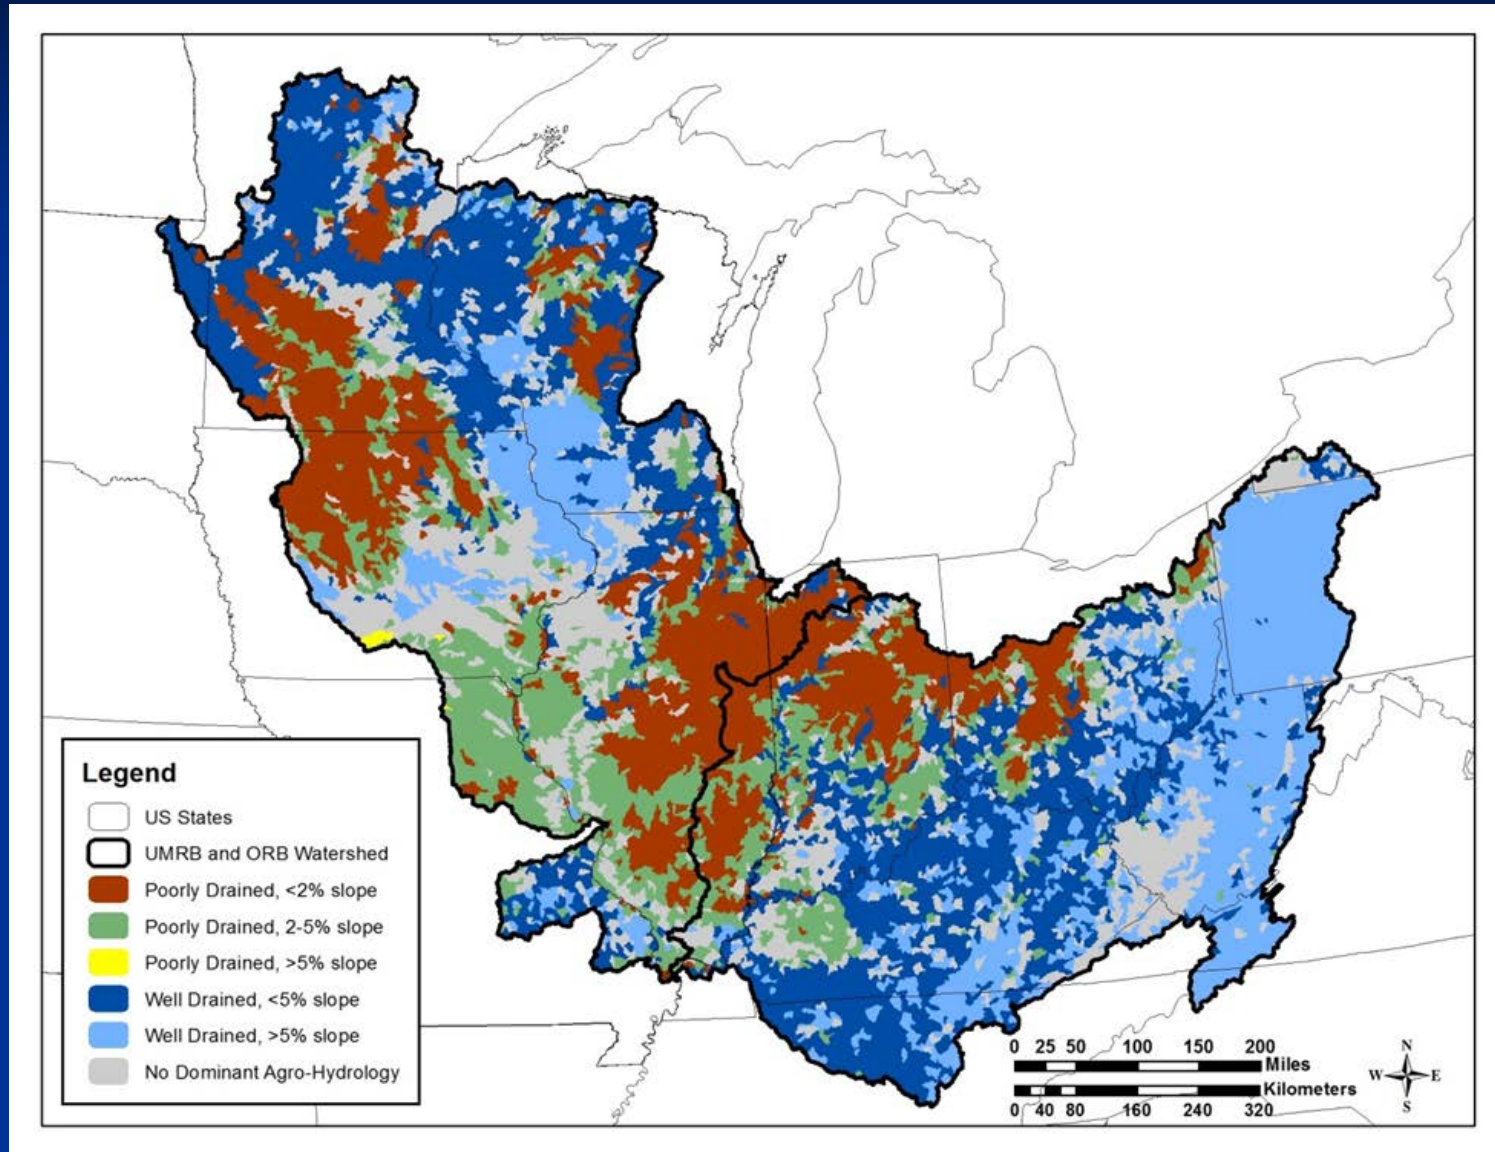 Legend
US States
UMRB and ORB Watershed
Poorly Drained, <2% slope
Poorly Drained, 2-5% slope
Poorly Drained, >5% slope
Well Drained, <5% slope
Well Drained, >5% slope
No Dominant Agro-Hydrology
0 25 50 100 150 200
Miles
Kilometers
0 40 80 160 240 320
N
W E
S